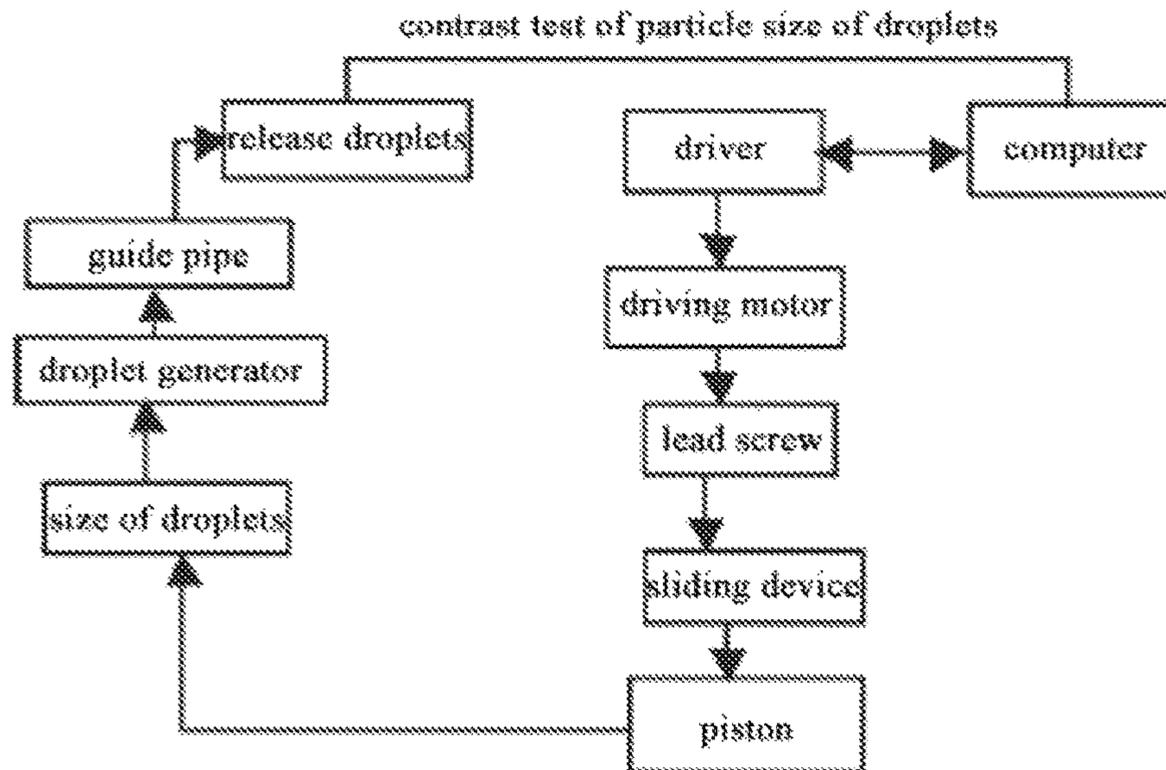 contrast test of particle size of droplets
release droplets
driver
computer
guide pipe
driving motor
droplet generator
lead screw
size of droplets
sliding device
piston